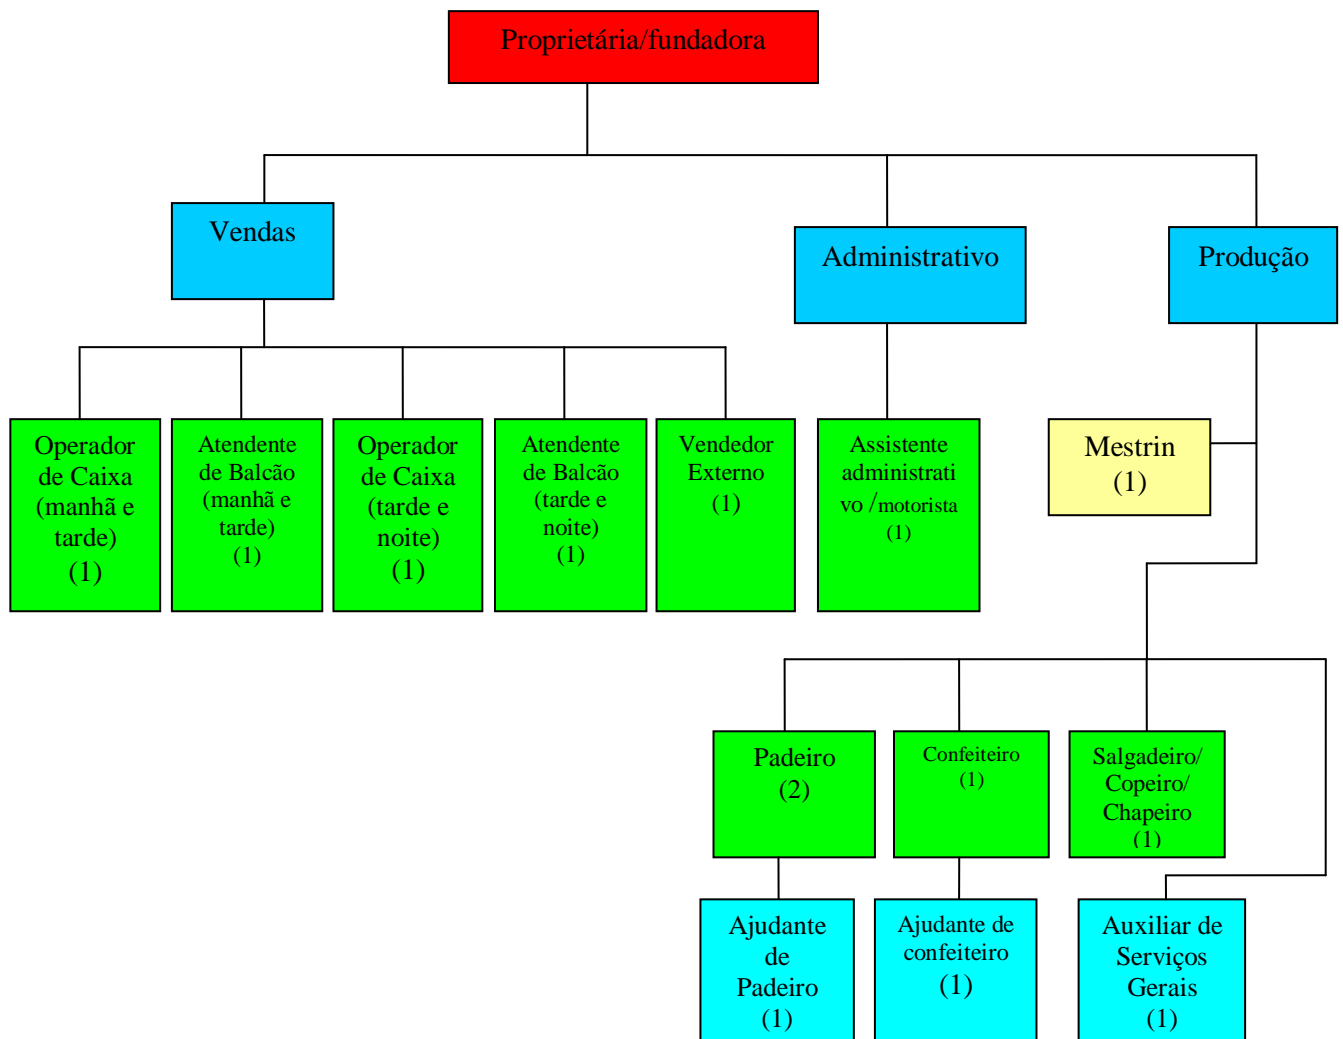 Proprietária/fundadora
Vendas
Administrativo
Produção
Operador
de Caixa
(manhã e
tarde)
(1)
Atendente
de Balcão
(manhã e
tarde)
(1)
Operador
de Caixa
(tarde e
noite)
(1)
Atendente
de Balcão
(tarde e
noite)
(1)
Vendedor
Externo
(1)
Assistente
administrati
vo /motorista
(1)
Mestrin
(1)
Padeiro
(2)
Confeiteiro
(1)
Salgadeiro/
Copeiro/
Chapeiro
(1)
Ajudante
de
Padeiro
(1)
Ajudante de
confeiteiro
(1)
Auxiliar de
Serviços
Gerais
(1)